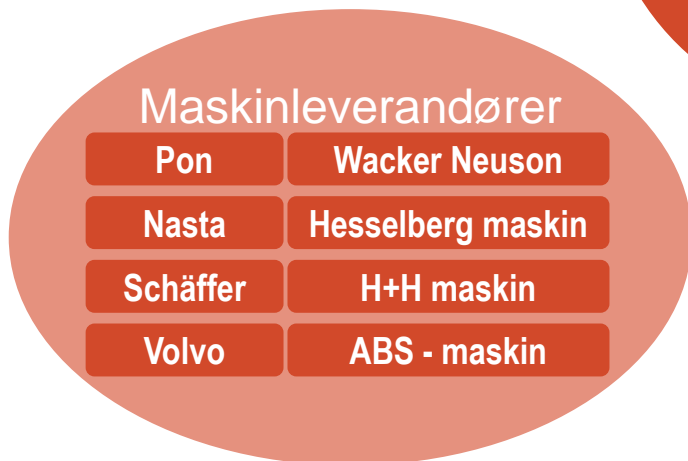 Maskinleverandører
Pon Wacker Neuson
Nasta Hesselberg maskin
Schäffer H+H maskin
Volvo ABS - maskin